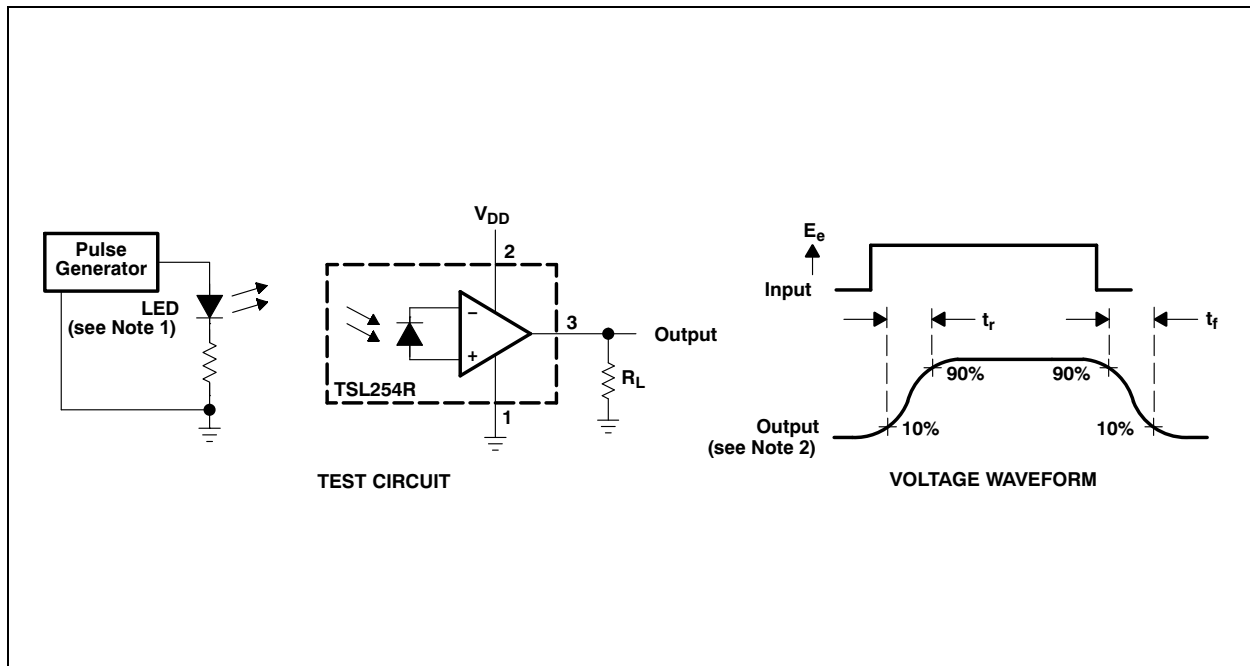 Pulse
Generator
LED
(see Note 1)
V_DD
2
−
+
3
Output
TSL254R
R_L
1
TEST CIRCUIT
E_e
Input
t_r
t_f
90%
90%
Output
(see Note 2)
10%
10%
VOLTAGE WAVEFORM